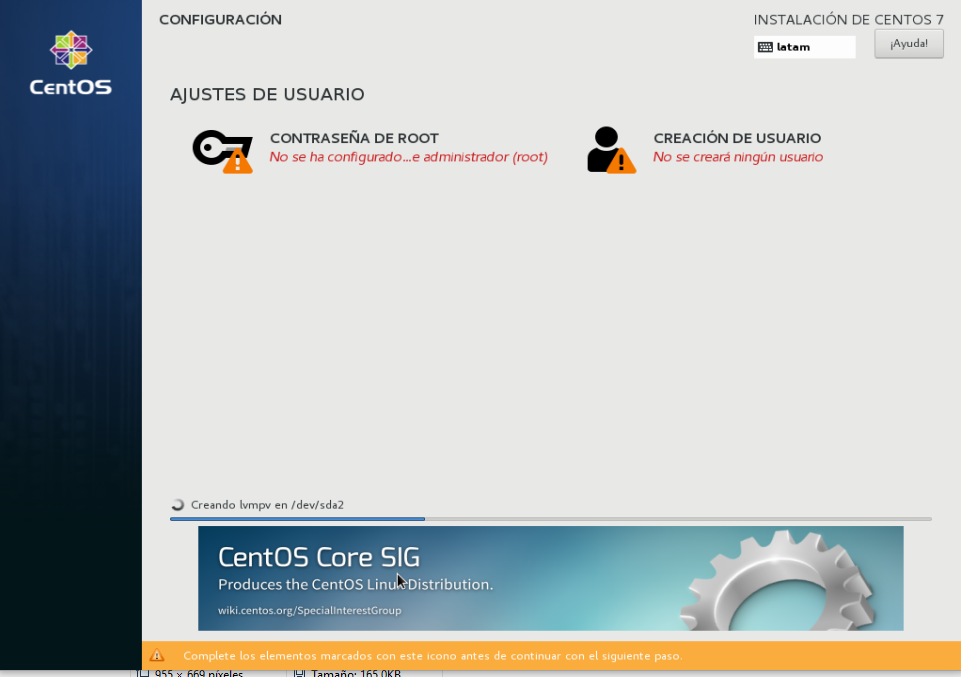 CONFIGURACIÓN
INSTALACIÓN DE CENTOS 7
latam
¡Ayuda!
CentOS
AJUSTES DE USUARIO
CONTRASEÑA DE ROOT
No se ha configurado...e administrador (root)
CREACIÓN DE USUARIO
No se creará ningún usuario
Creando lvmpv en /dev/sda2
CentOS Core SIG
Produces the CentOS Linux Distribution.
wiki.centos.org/SpecialInterestGroup
Complete los elementos marcados con este icono antes de continuar con el siguiente paso.
955 × 669 píxeles
Tamaño: 165.0KB